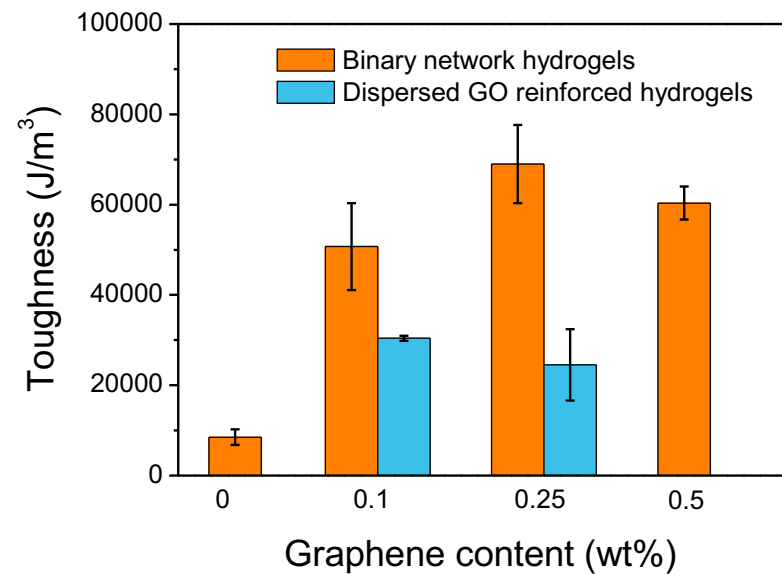 100000
80000
60000
40000
20000
0
Toughness (J/m³)
Binary network hydrogels
Dispersed GO reinforced hydrogels
0 0.1 0.25 0.5
Graphene content (wt%)